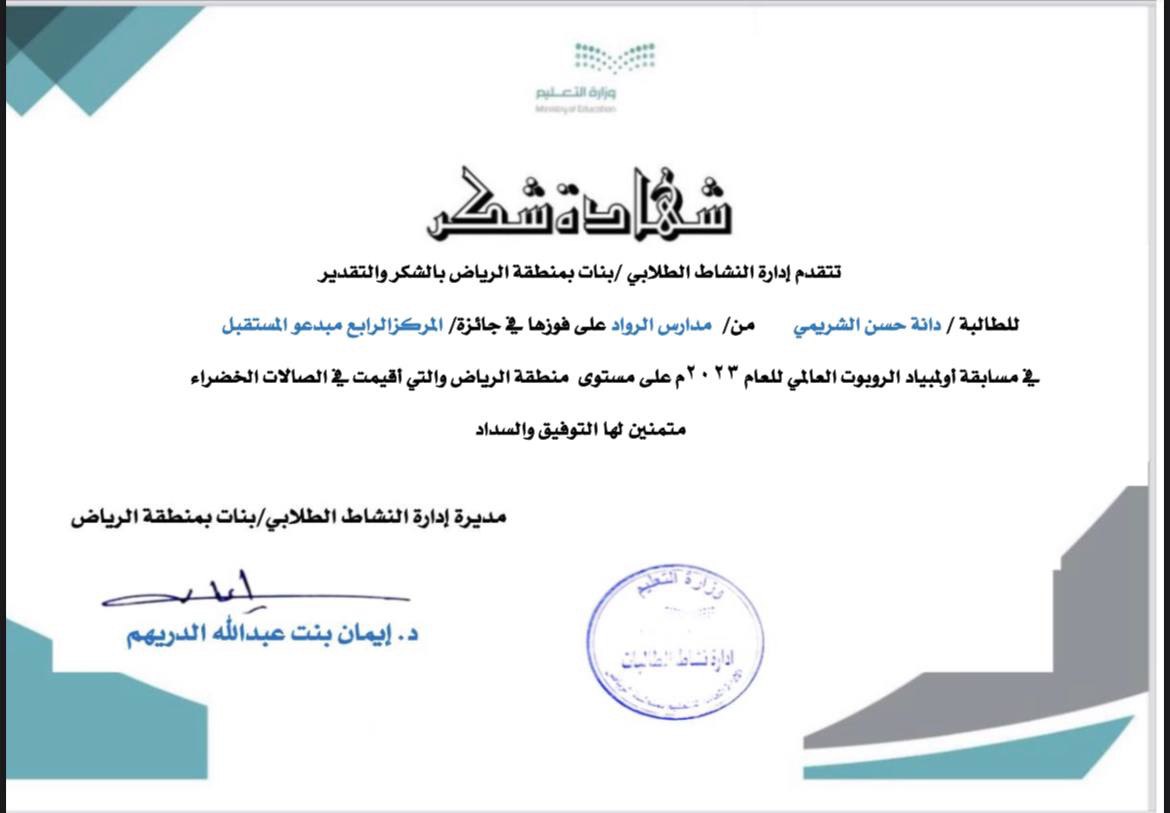 وزارة التعليم
Ministry of Education
شهادة شكر
تتقدم إدارة النشاط الطلابي /بنات بمنطقة الرياض بالشكر والتقدير
للطالبة / دانة حسن الشريمي من/ مدارس الرواد على فوزها في جائزة/ المركزالرابع مبدعو المستقبل
في مسابقة أولمبياد الروبوت العالمي للعام ٢٠٢٣م على مستوى منطقة الرياض والتي أقيمت في الصالات الخضراء
متمنين لها التوفيق والسداد
مديرة إدارة النشاط الطلابي/بنات بمنطقة الرياض
د. إيمان بنت عبدالله الدريهم
وزارة التعليم
ادارة نشاط الطالبات